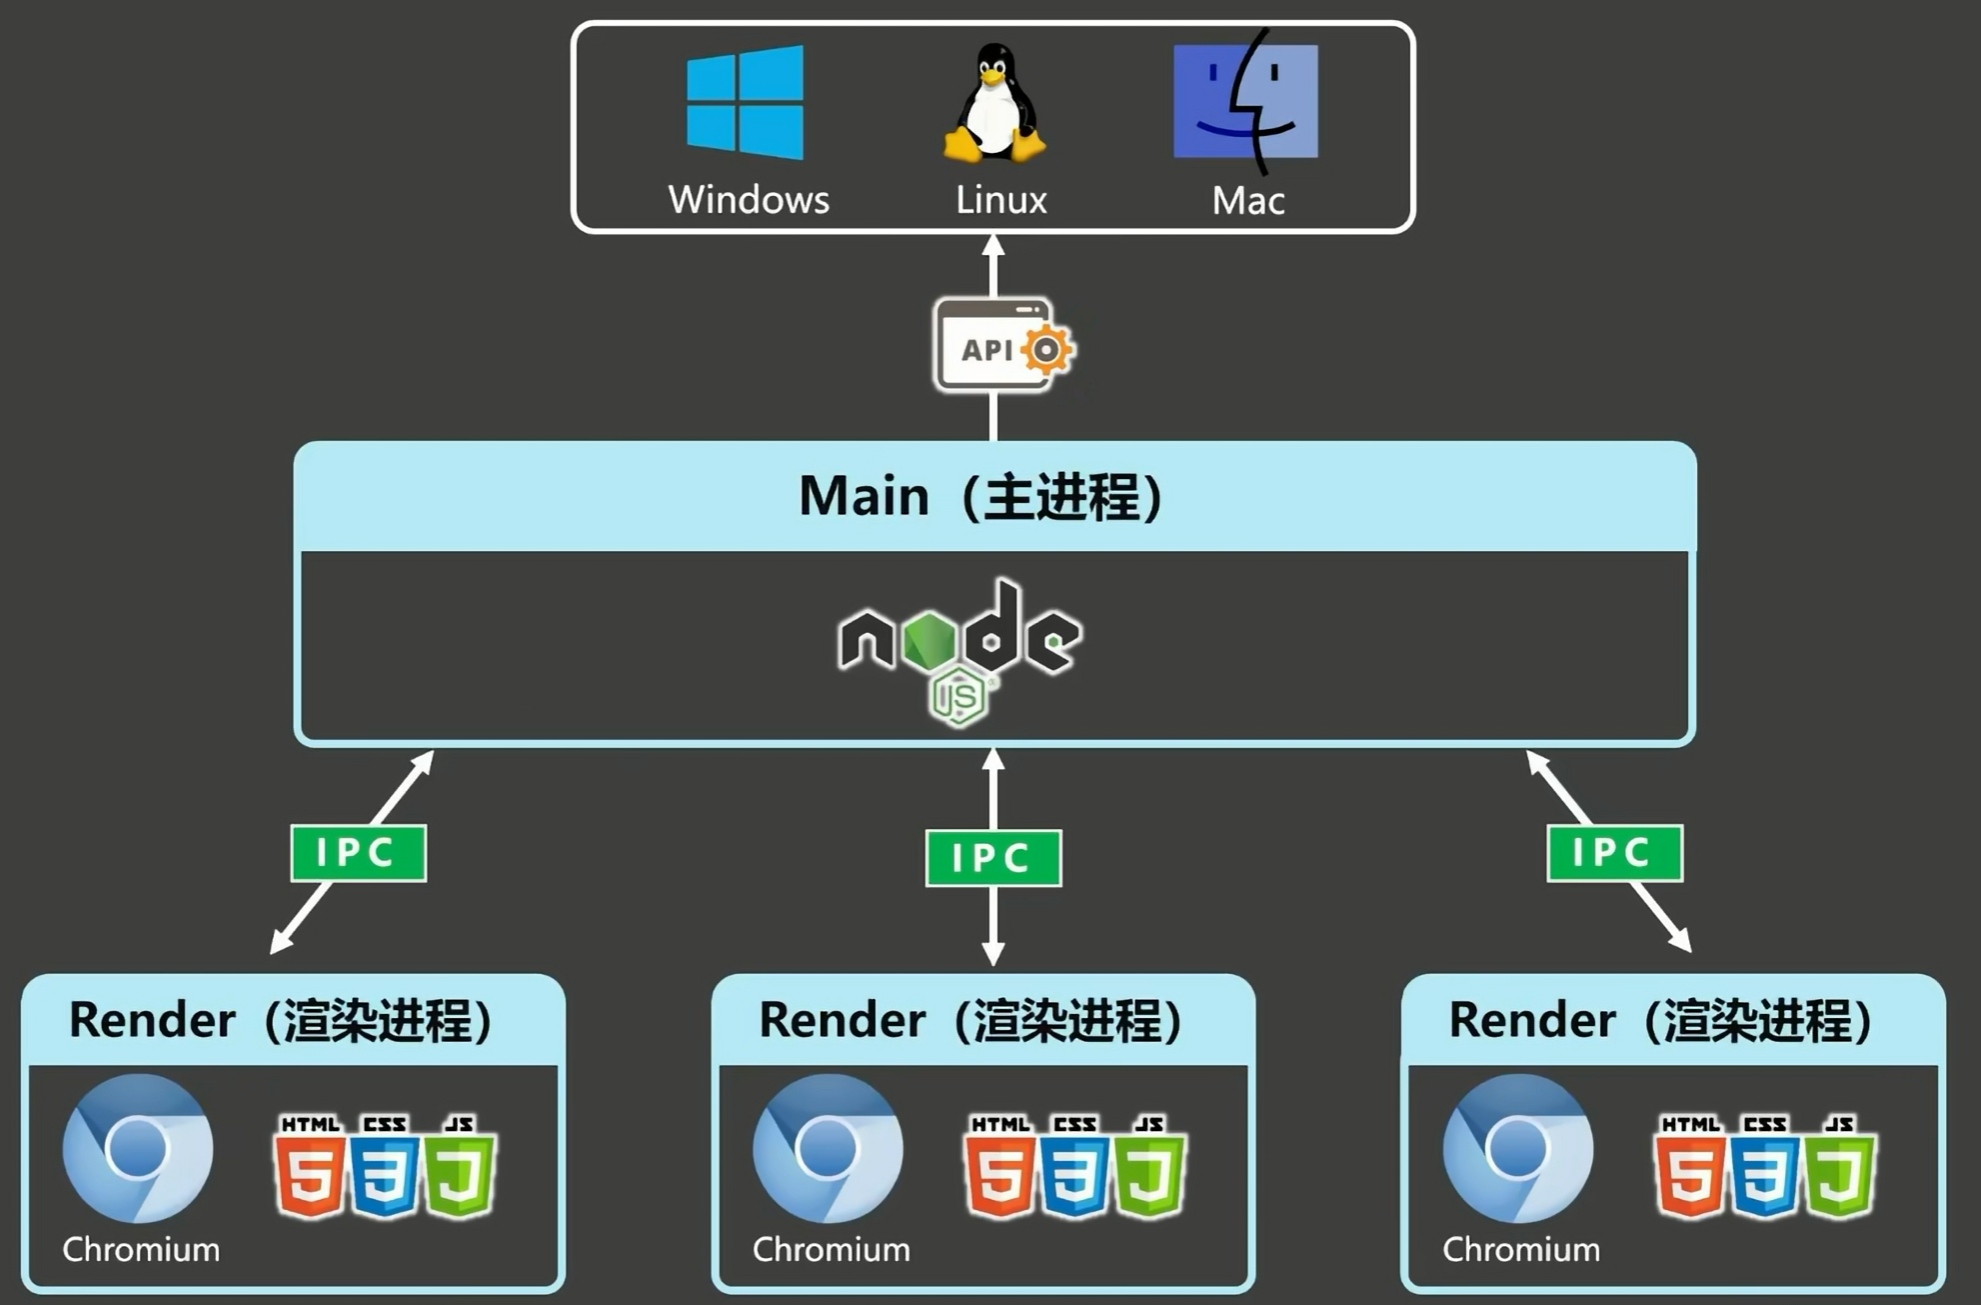 Windows
Linux
Mac
API
Main（主进程）
node
JS
IPC
IPC
IPC
Render（渲染进程）
Render（渲染进程）
Render（渲染进程）
HTML CSS JS
5 3 J
Chromium
HTML CSS JS
5 3 J
Chromium
HTML CSS JS
5 3 J
Chromium